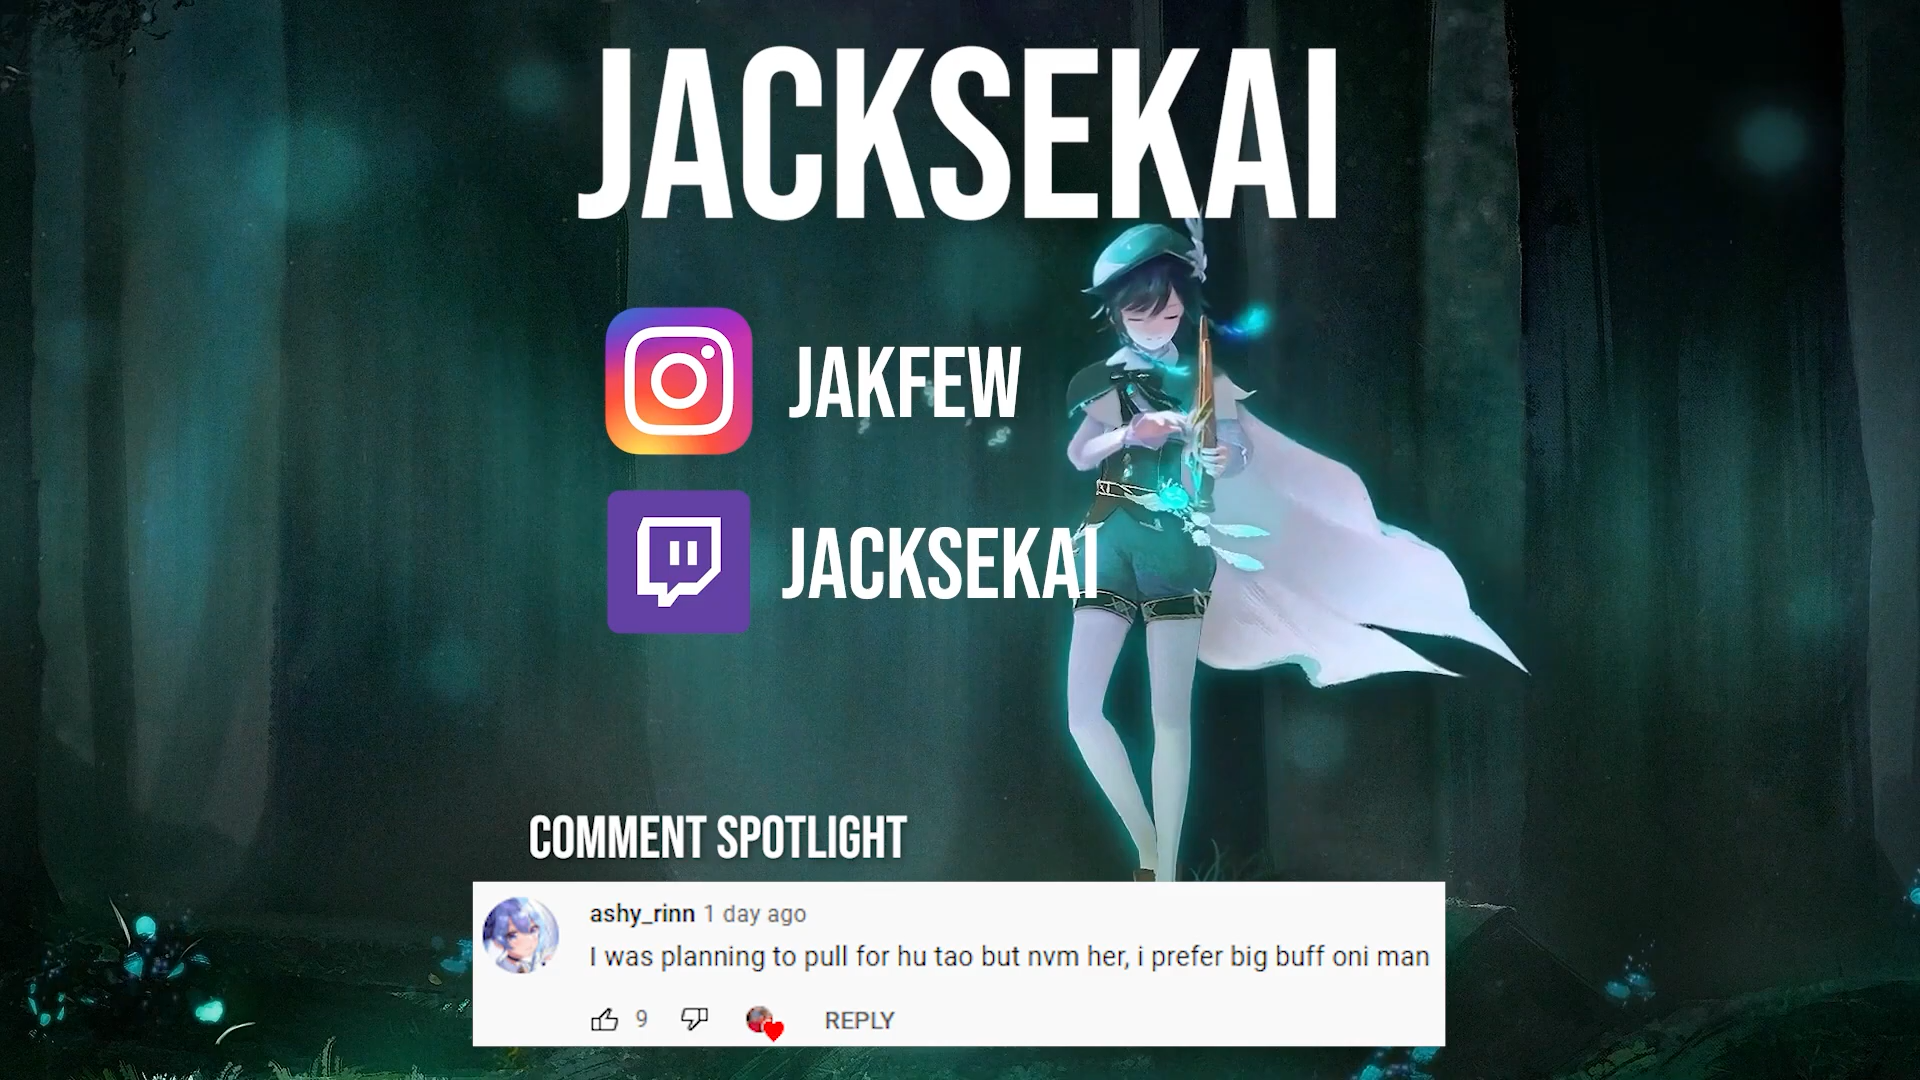 JACKSEKAI
JAKFEW
JACKSEKAI
COMMENT SPOTLIGHT
ashy_rinn 1 day ago
I was planning to pull for hu tao but nvm her, i prefer big buff oni man
9 REPLY